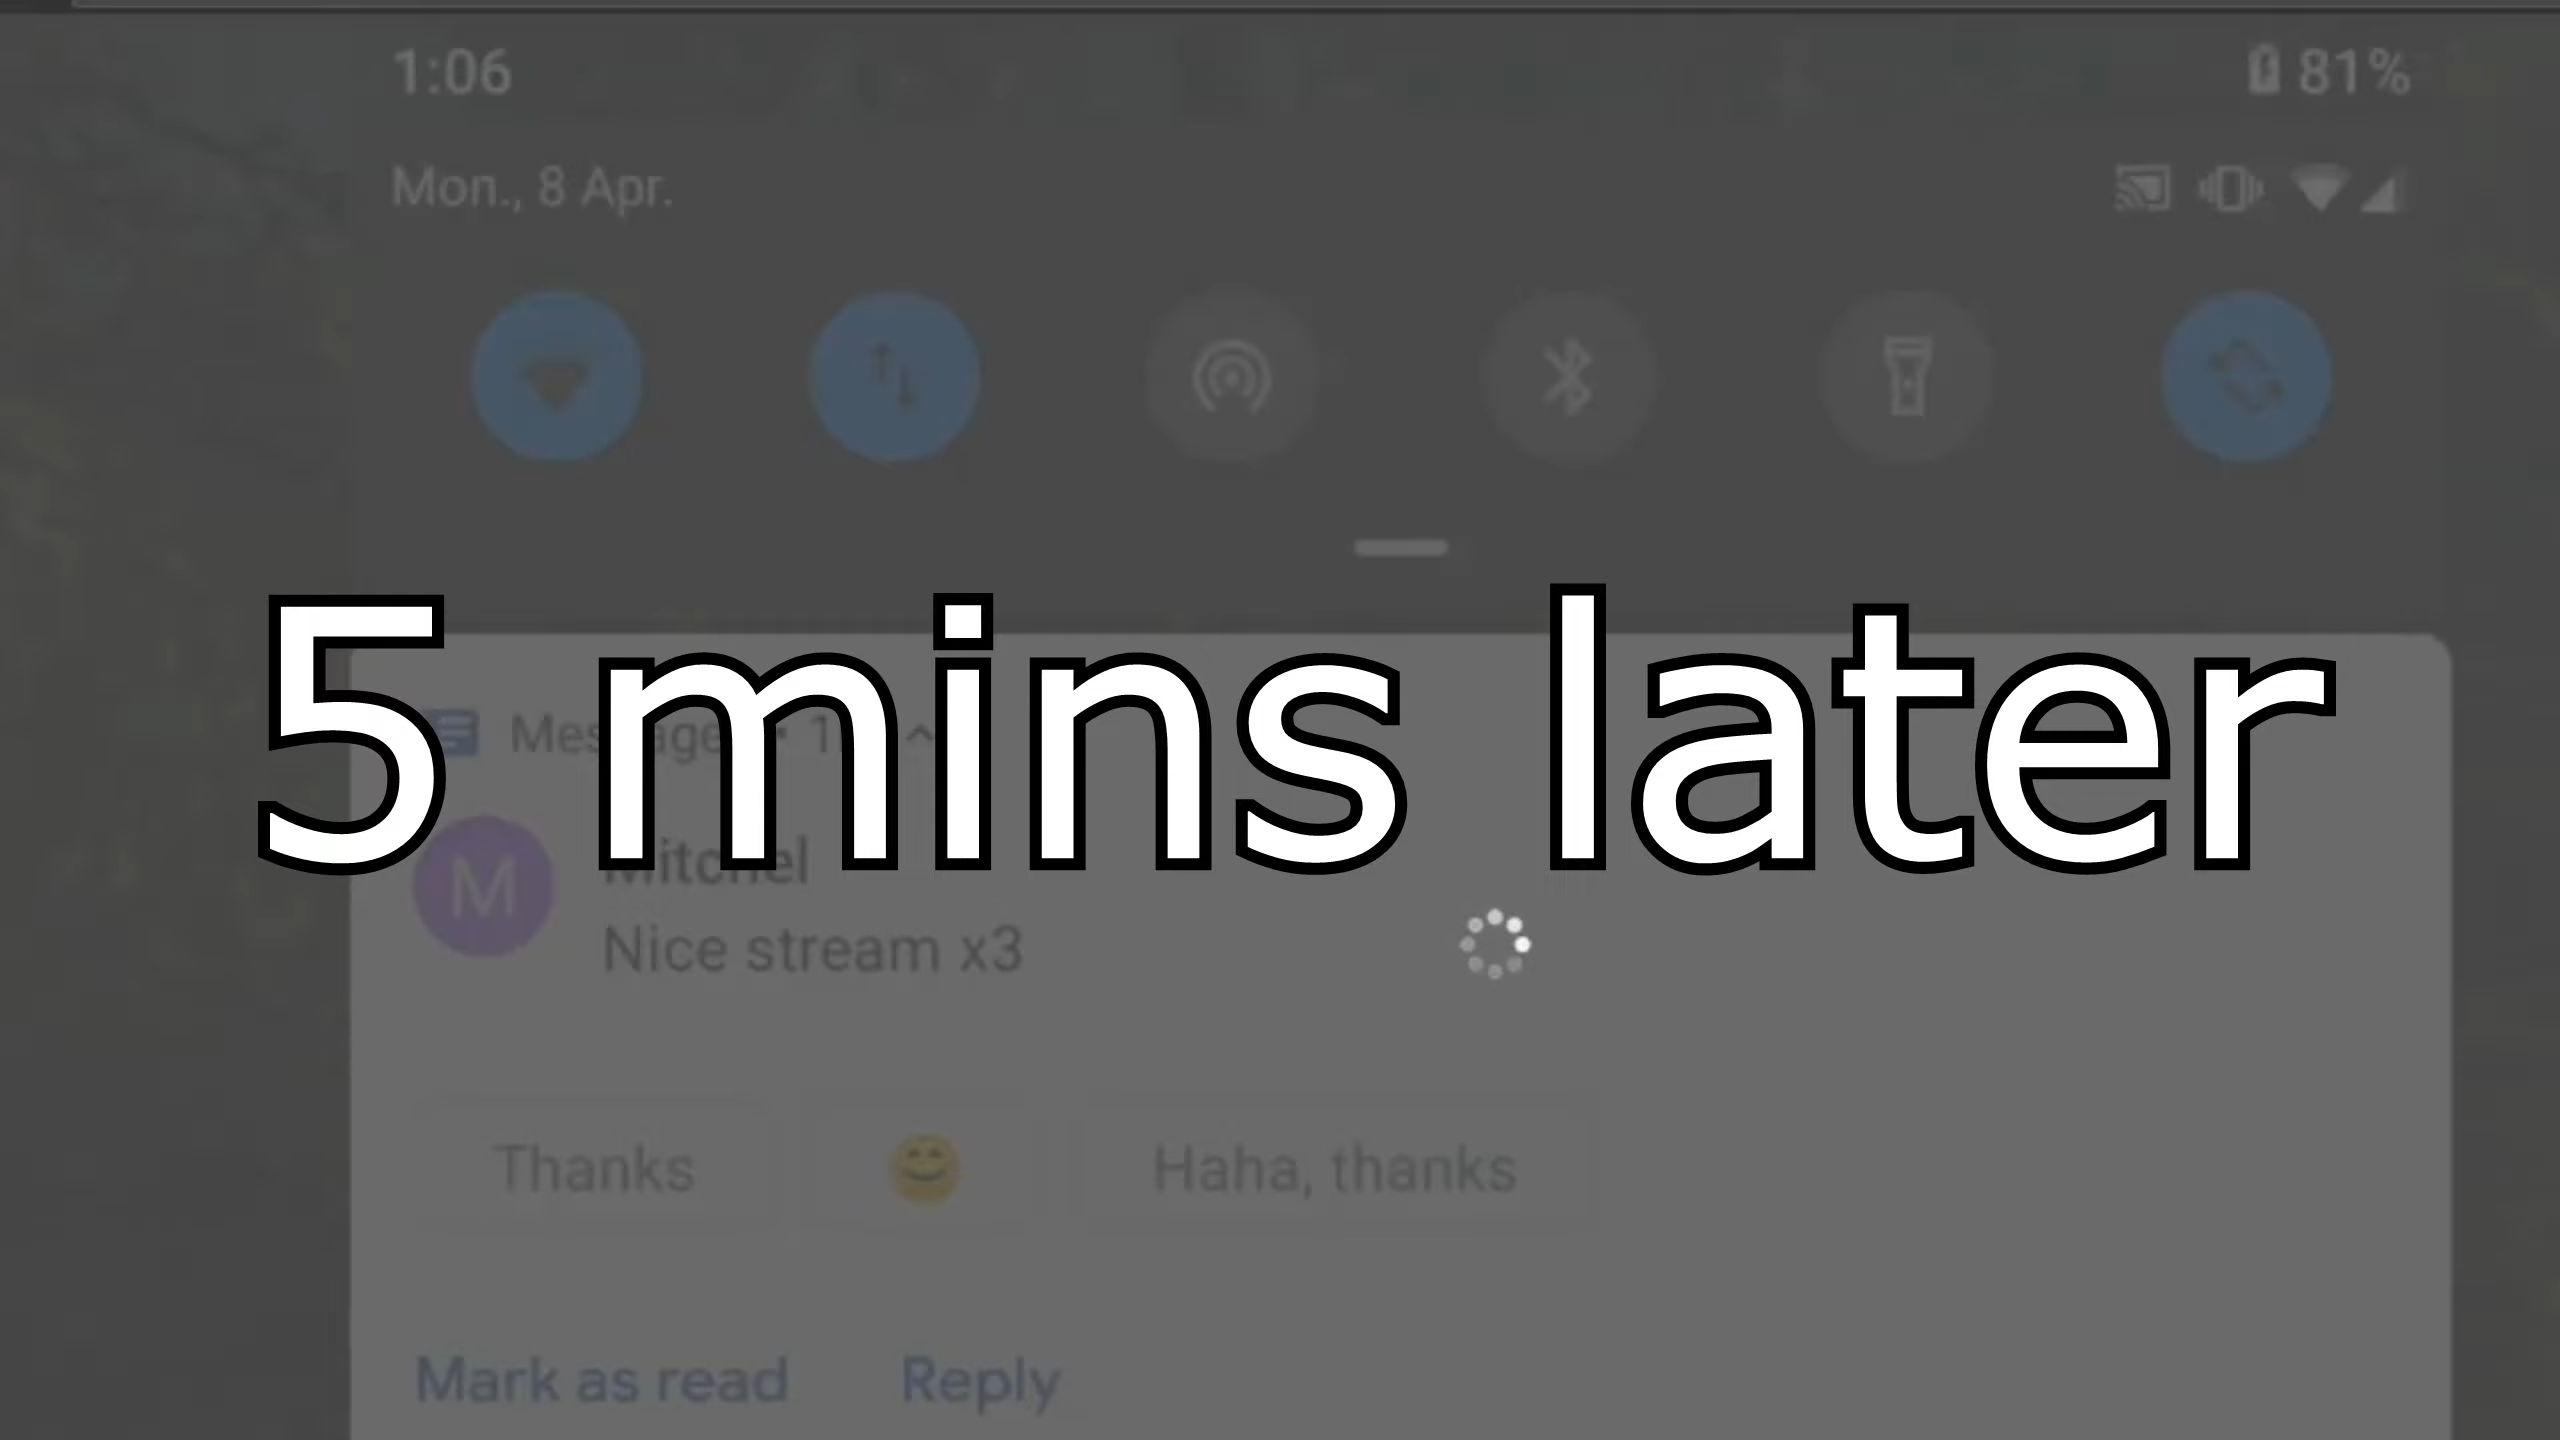 1:06 81%
Mon., 8 Apr.
5 mins later
M
Mitchel
Nice stream x3
Thanks 😊 Haha, thanks
Mark as read Reply